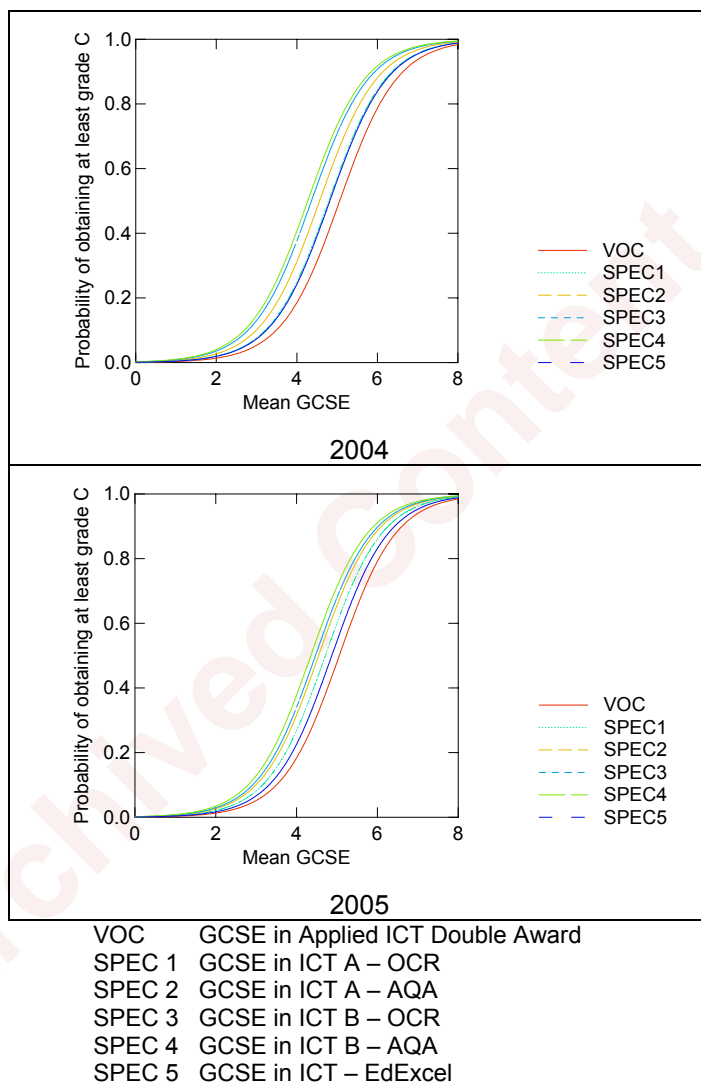 Probability of obtaining at least grade C
1.0
0.8
0.6
0.4
0.2
0.0
0 2 4 6 8
Mean GCSE
VOC
SPEC1
SPEC2
SPEC3
SPEC4
SPEC5
2004
Probability of obtaining at least grade C
1.0
0.8
0.6
0.4
0.2
0.0
0 2 4 6 8
Mean GCSE
VOC
SPEC1
SPEC2
SPEC3
SPEC4
SPEC5
2005
VOC GCSE in Applied ICT Double Award
SPEC 1 GCSE in ICT A – OCR
SPEC 2 GCSE in ICT A – AQA
SPEC 3 GCSE in ICT B – OCR
SPEC 4 GCSE in ICT B – AQA
SPEC 5 GCSE in ICT – EdExcel
rchived Content